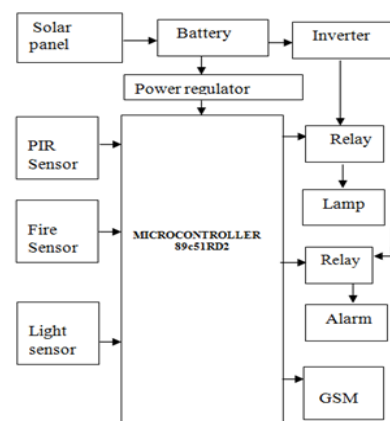 Solar
panel
Battery
Inverter
Power regulator
PIR
Sensor
Relay
Lamp
Fire
Sensor
MICROCONTROLLER
89c51RD2
Relay
Light
sensor
Alarm
GSM